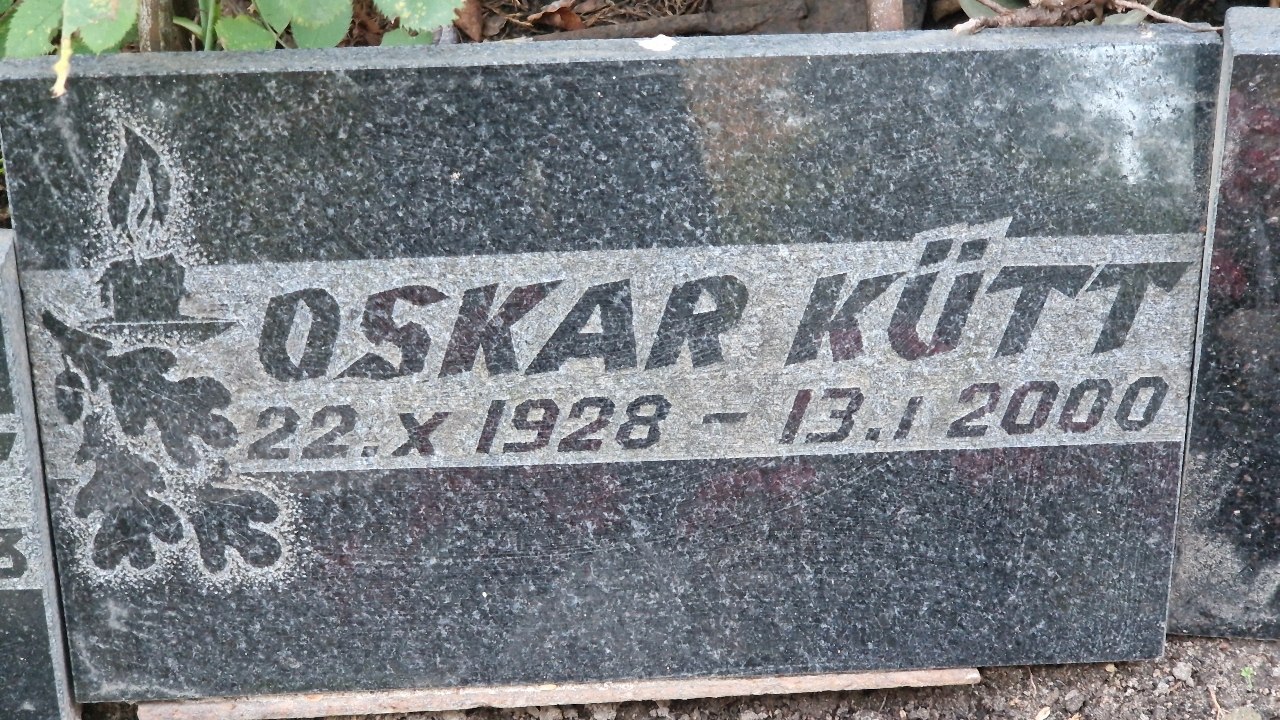 OSKAR KÜTT
22.X 1928 - 13.I 2000